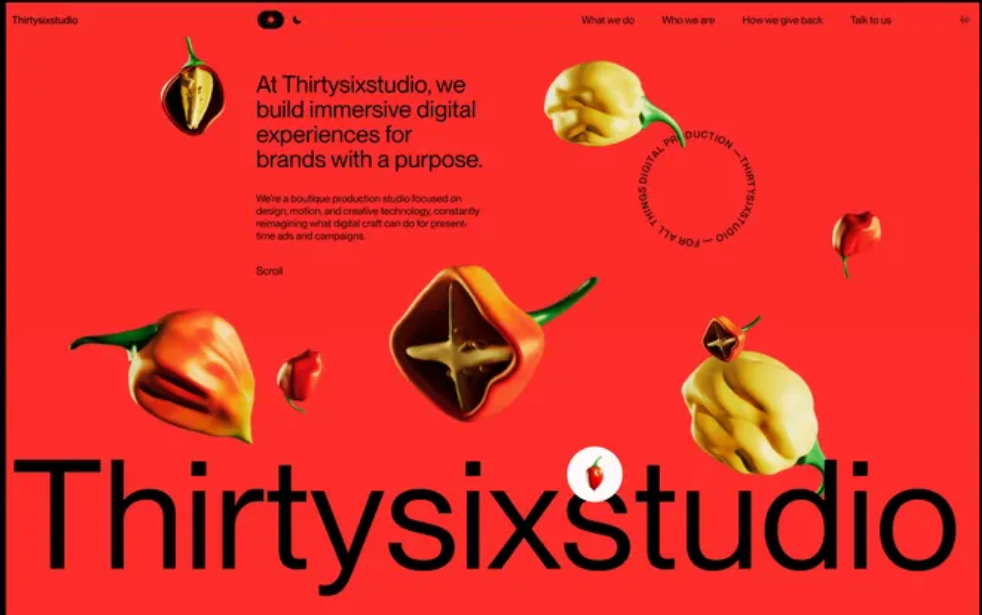 Thirtysixstudio
What we do
Who we are
How we give back
Talk to us
At Thirtysixstudio, we
build immersive digital
experiences for
brands with a purpose.
We're a boutique production studio focused on
design, motion, and creative technology, constantly
reimagining what digital craft can do for present-
time ads and campaigns.
Scroll
THIRTYSIXSTUDIO — FOR ALL THINGS DIGITAL PRODUCTION —
Thirtysixstudio